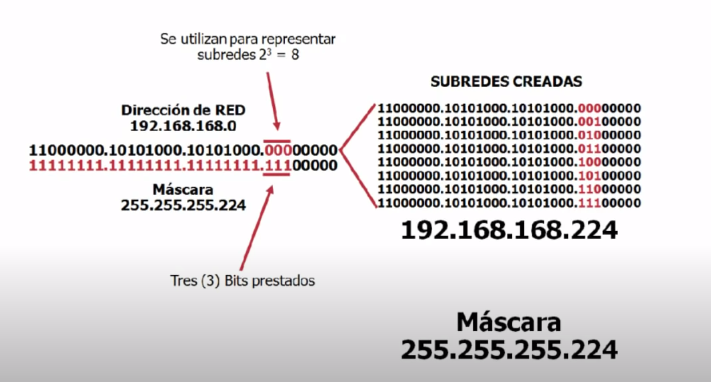 Se utilizan para representar
subredes 2³ = 8
Dirección de RED
192.168.168.0
11000000.10101000.10101000.00000000
11111111.11111111.11111111.11100000
Máscara
255.255.255.224
Tres (3) Bits prestados
SUBREDES CREADAS
11000000.10101000.10101000.00000000
11000000.10101000.10101000.00100000
11000000.10101000.10101000.01000000
11000000.10101000.10101000.01100000
11000000.10101000.10101000.10000000
11000000.10101000.10101000.10100000
11000000.10101000.10101000.11000000
11000000.10101000.10101000.11100000
192.168.168.224
Máscara
255.255.255.224